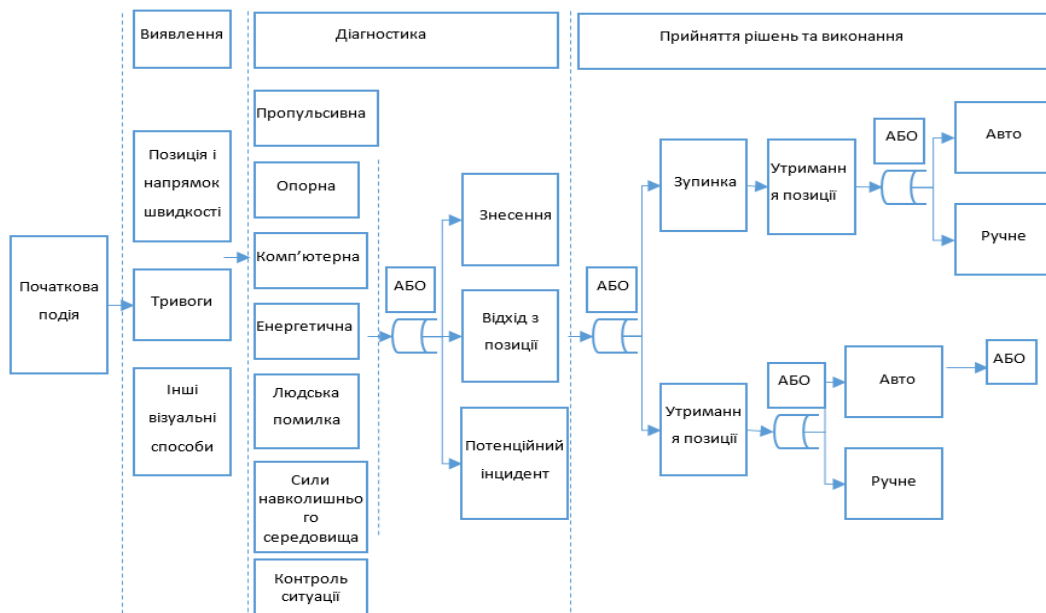 Виявлення
Діагностика
Прийняття рішень та виконання
Початкова
подія
Позиція і
напрямок
швидкості
Тривоги
Інші
візуальні
способи
Пропульсивна
Опорна
Комп’ютерна
Енергетична
Людська
помилка
Сили
навколишньо
го
середовища
Контроль
ситуації
АБО
Знесення
Відхід з
позиції
Потенційний
інцидент
АБО
Зупинка
Утриманн
я позиції
АБО
Авто
Ручне
Утриманн
я позиції
АБО
Авто
АБО
Ручне